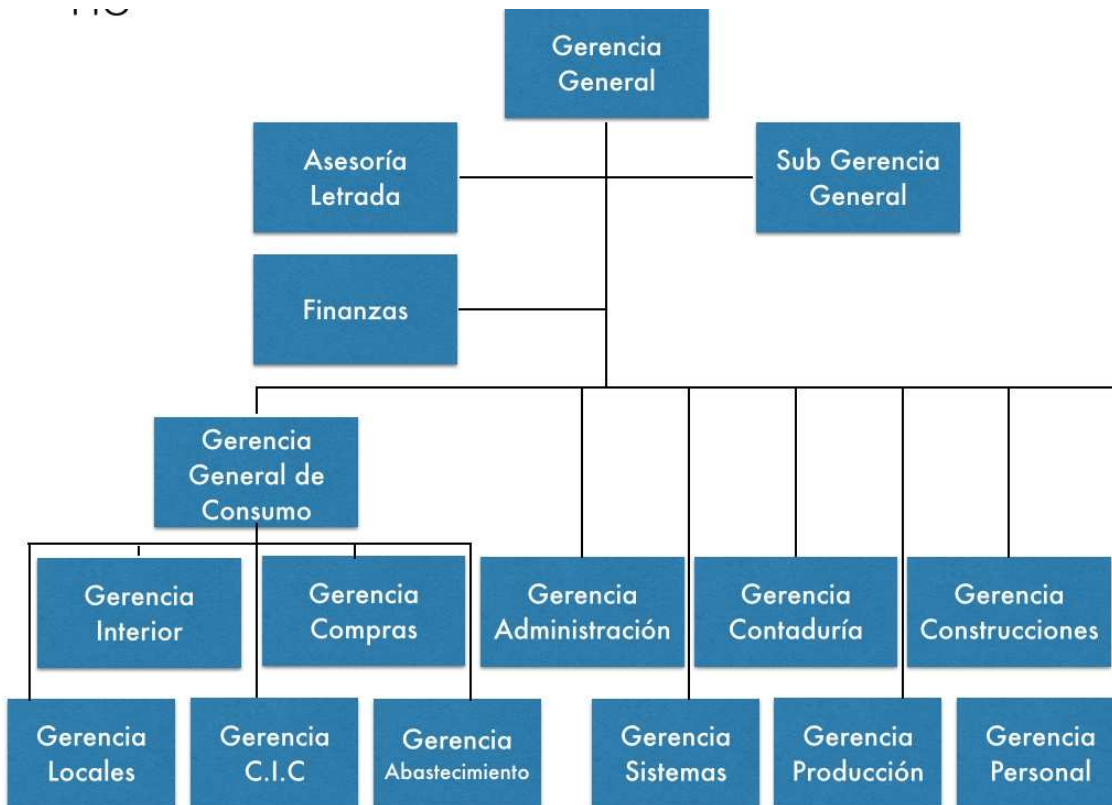 Gerencia
General
Asesoría
Letrada
Sub Gerencia
General
Finanzas
Gerencia
General de
Consumo
Gerencia
Interior
Gerencia
Compras
Gerencia
Administración
Gerencia
Contaduría
Gerencia
Construcciones
Gerencia
Locales
Gerencia
C.I.C
Gerencia
Abastecimiento
Gerencia
Sistemas
Gerencia
Producción
Gerencia
Personal